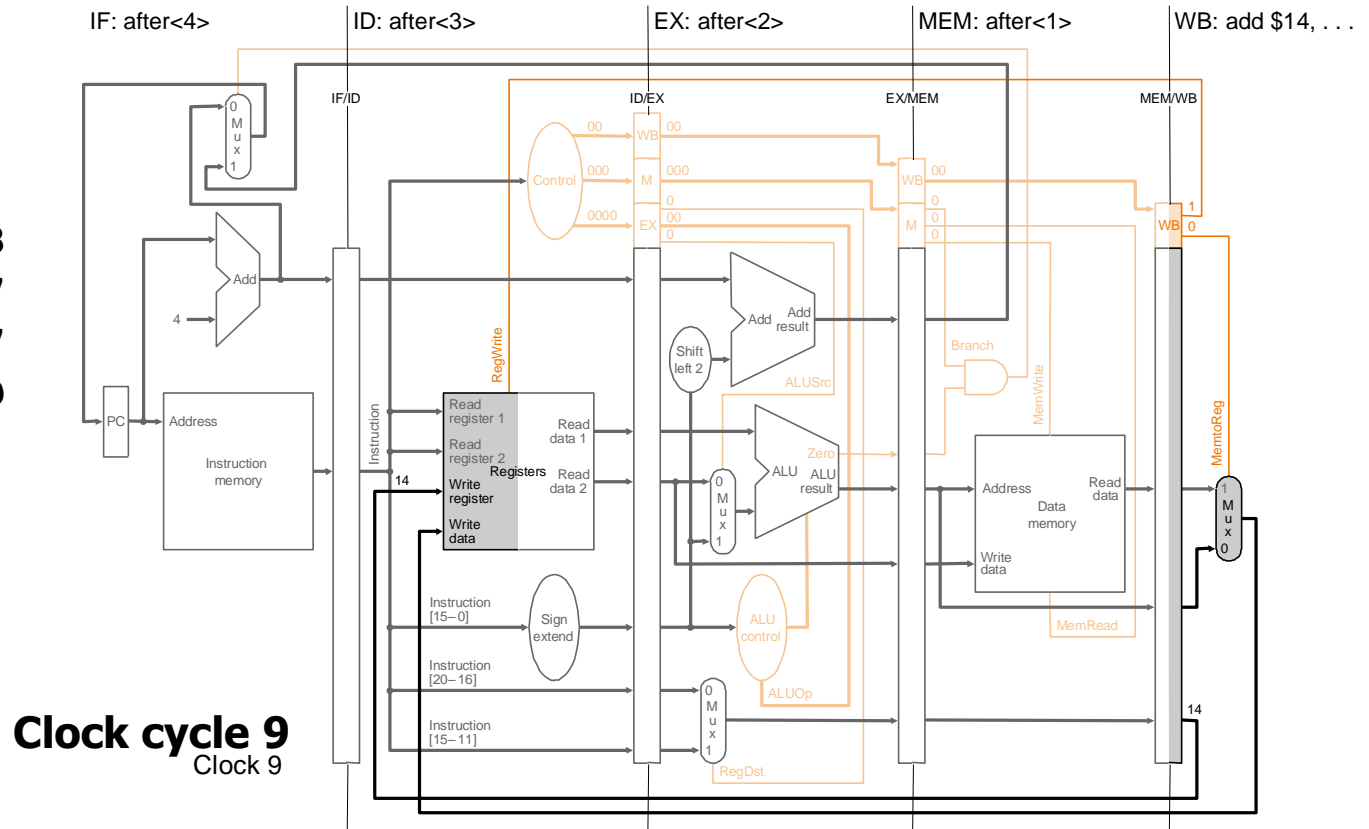 IF: after<4>
ID: after<3>
EX: after<2>
MEM: after<1>
WB: add $14, . . .
IF/ID
ID/EX
EX/MEM
MEM/WB
0
M
u
x
1
Control
00
000
0000
WB
M
EX
00
000
0
00
0
WB
M
00
0
0
0
WB
1
0
Add
4
RegWrite
Shift
left 2
Add
Add
result
Branch
ALUSrc
MemWrite
MemtoReg
PC
Address
Instruction
memory
Instruction
Read
register 1
Read
register 2
Registers
Write
register
Write
data
Read
data 1
Read
data 2
14
0
M
u
x
1
Zero
ALU
ALU
result
Address
Read
data
Data
memory
Write
data
1
M
u
x
0
Instruction
[15–0]
Sign
extend
ALU
control
MemRead
Instruction
[20–16]
ALUOp
0
M
u
x
1
Instruction
[15–11]
RegDst
14
Clock cycle 9
Clock 9